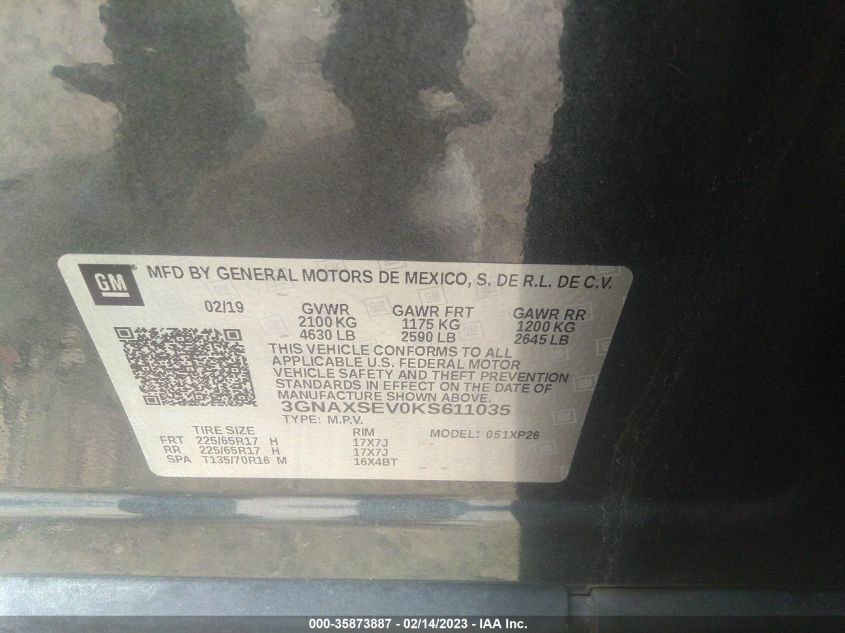 GM MFD BY GENERAL MOTORS DE MEXICO, S. DE R.L. DE C.V.
02/19 GVWR GAWR FRT GAWR RR
2100 KG 1175 KG 1200 KG
4630 LB 2590 LB 2645 LB
THIS VEHICLE CONFORMS TO ALL
APPLICABLE U.S. FEDERAL MOTOR
VEHICLE SAFETY AND THEFT PREVENTION
STANDARDS IN EFFECT ON THE DATE OF
MANUFACTURE SHOWN ABOVE.
3GNAXSEV0KS611035
TYPE: M.P.V. MODEL: 051XP26
TIRE SIZE RIM
FRT 225/65R17 H 17X7J
RR 225/65R17 H 17X7J
SPA T135/70R16 M 16X4BT
000-35873887 - 02/14/2023 - IAA Inc.